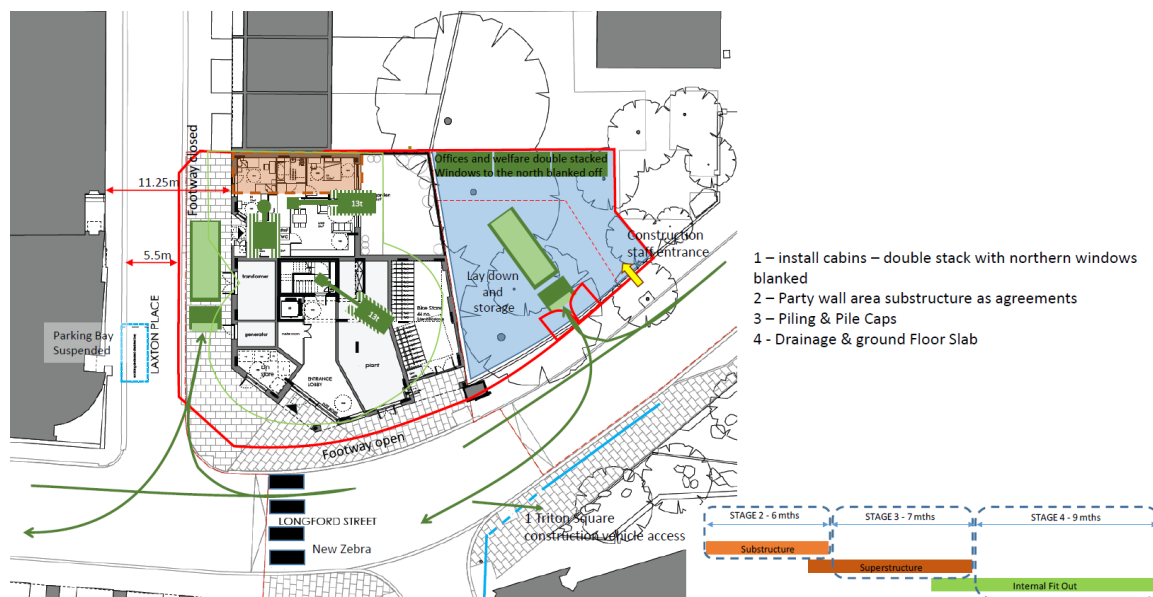 Footway closed
11.25m
5.5m
Parking Bay
Suspended
LAXTON PLACE
Offices and welfare double stacked
Windows to the north blanked off
13t
13t
transformer
generator
plant
ENTRANCE
LOBBY
Lay down
and
storage
Construction
staff entrance
Footway open
LONGFORD STREET
New Zebra
1 Triton Square
construction vehicle access
1 – install cabins – double stack with northern windows
blanked
2 – Party wall area substructure as agreements
3 – Piling & Pile Caps
4 - Drainage & ground Floor Slab
STAGE 2 - 6 mths
STAGE 3 - 7 mths
STAGE 4 - 9 mths
Substructure
Superstructure
Internal Fit Out